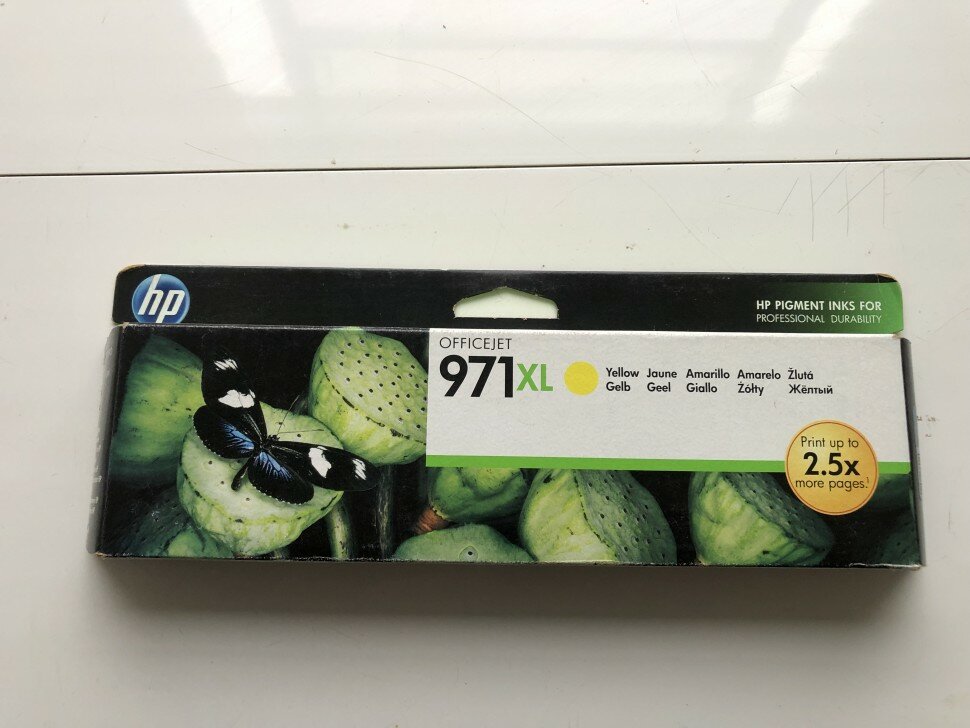 hp
HP PIGMENT INKS FOR
PROFESSIONAL DURABILITY
OFFICEJET
971XL
Yellow Jaune Amarillo Amarelo Žlutá
Gelb Geel Giallo Żółty Жёлтый
Print up to
2.5x
more pages.¹